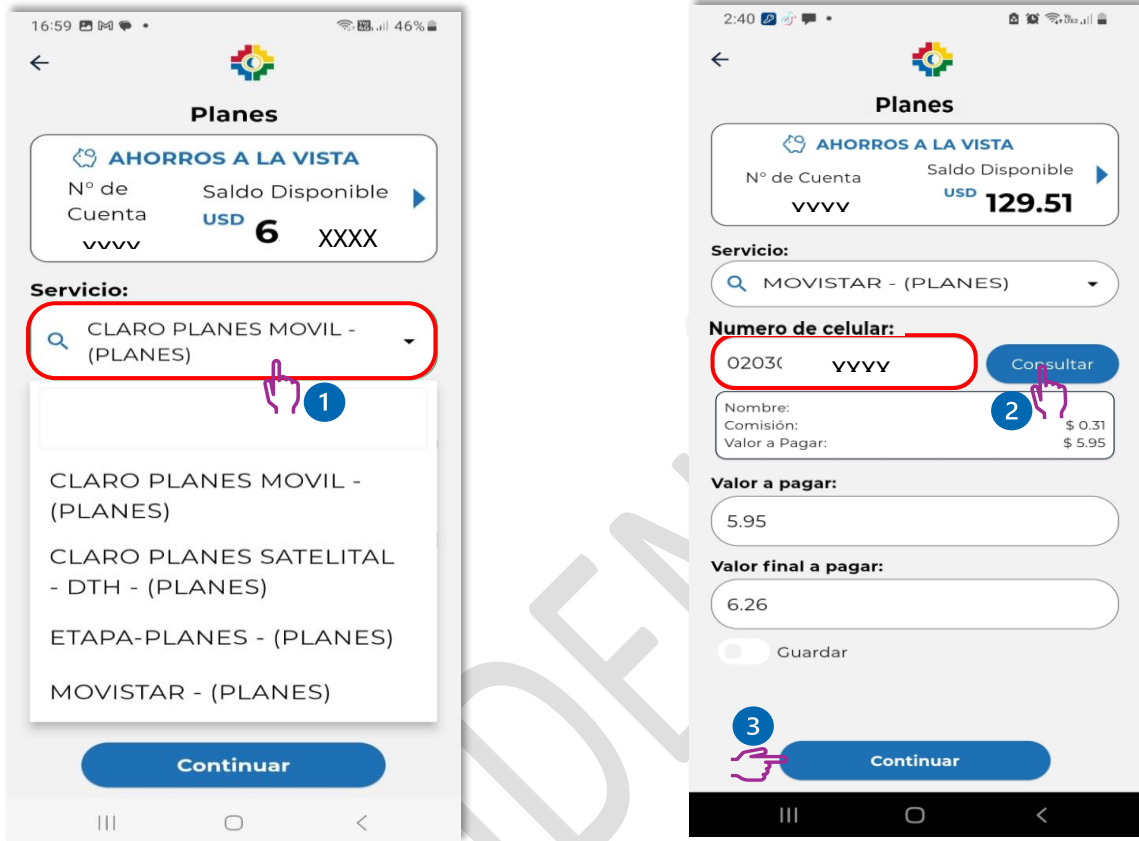 16:59
46%
Planes
AHORROS A LA VISTA
N° de
Cuenta
Saldo Disponible
USD 6 XXXX
YYYY
Servicio:
CLARO PLANES MOVIL -
(PLANES)
1
CLARO PLANES MOVIL -
(PLANES)
CLARO PLANES SATELITAL
- DTH - (PLANES)
ETAPA-PLANES - (PLANES)
MOVISTAR - (PLANES)
Continuar
2:40
Planes
AHORROS A LA VISTA
N° de Cuenta
Saldo Disponible
YYYY
USD 129.51
Servicio:
MOVISTAR - (PLANES)
Numero de celular:
0203 YYYY
Consultar
2
Nombre:
Comisión: $ 0.31
Valor a Pagar: $ 5.95
Valor a pagar:
5.95
Valor final a pagar:
6.26
Guardar
3
Continuar